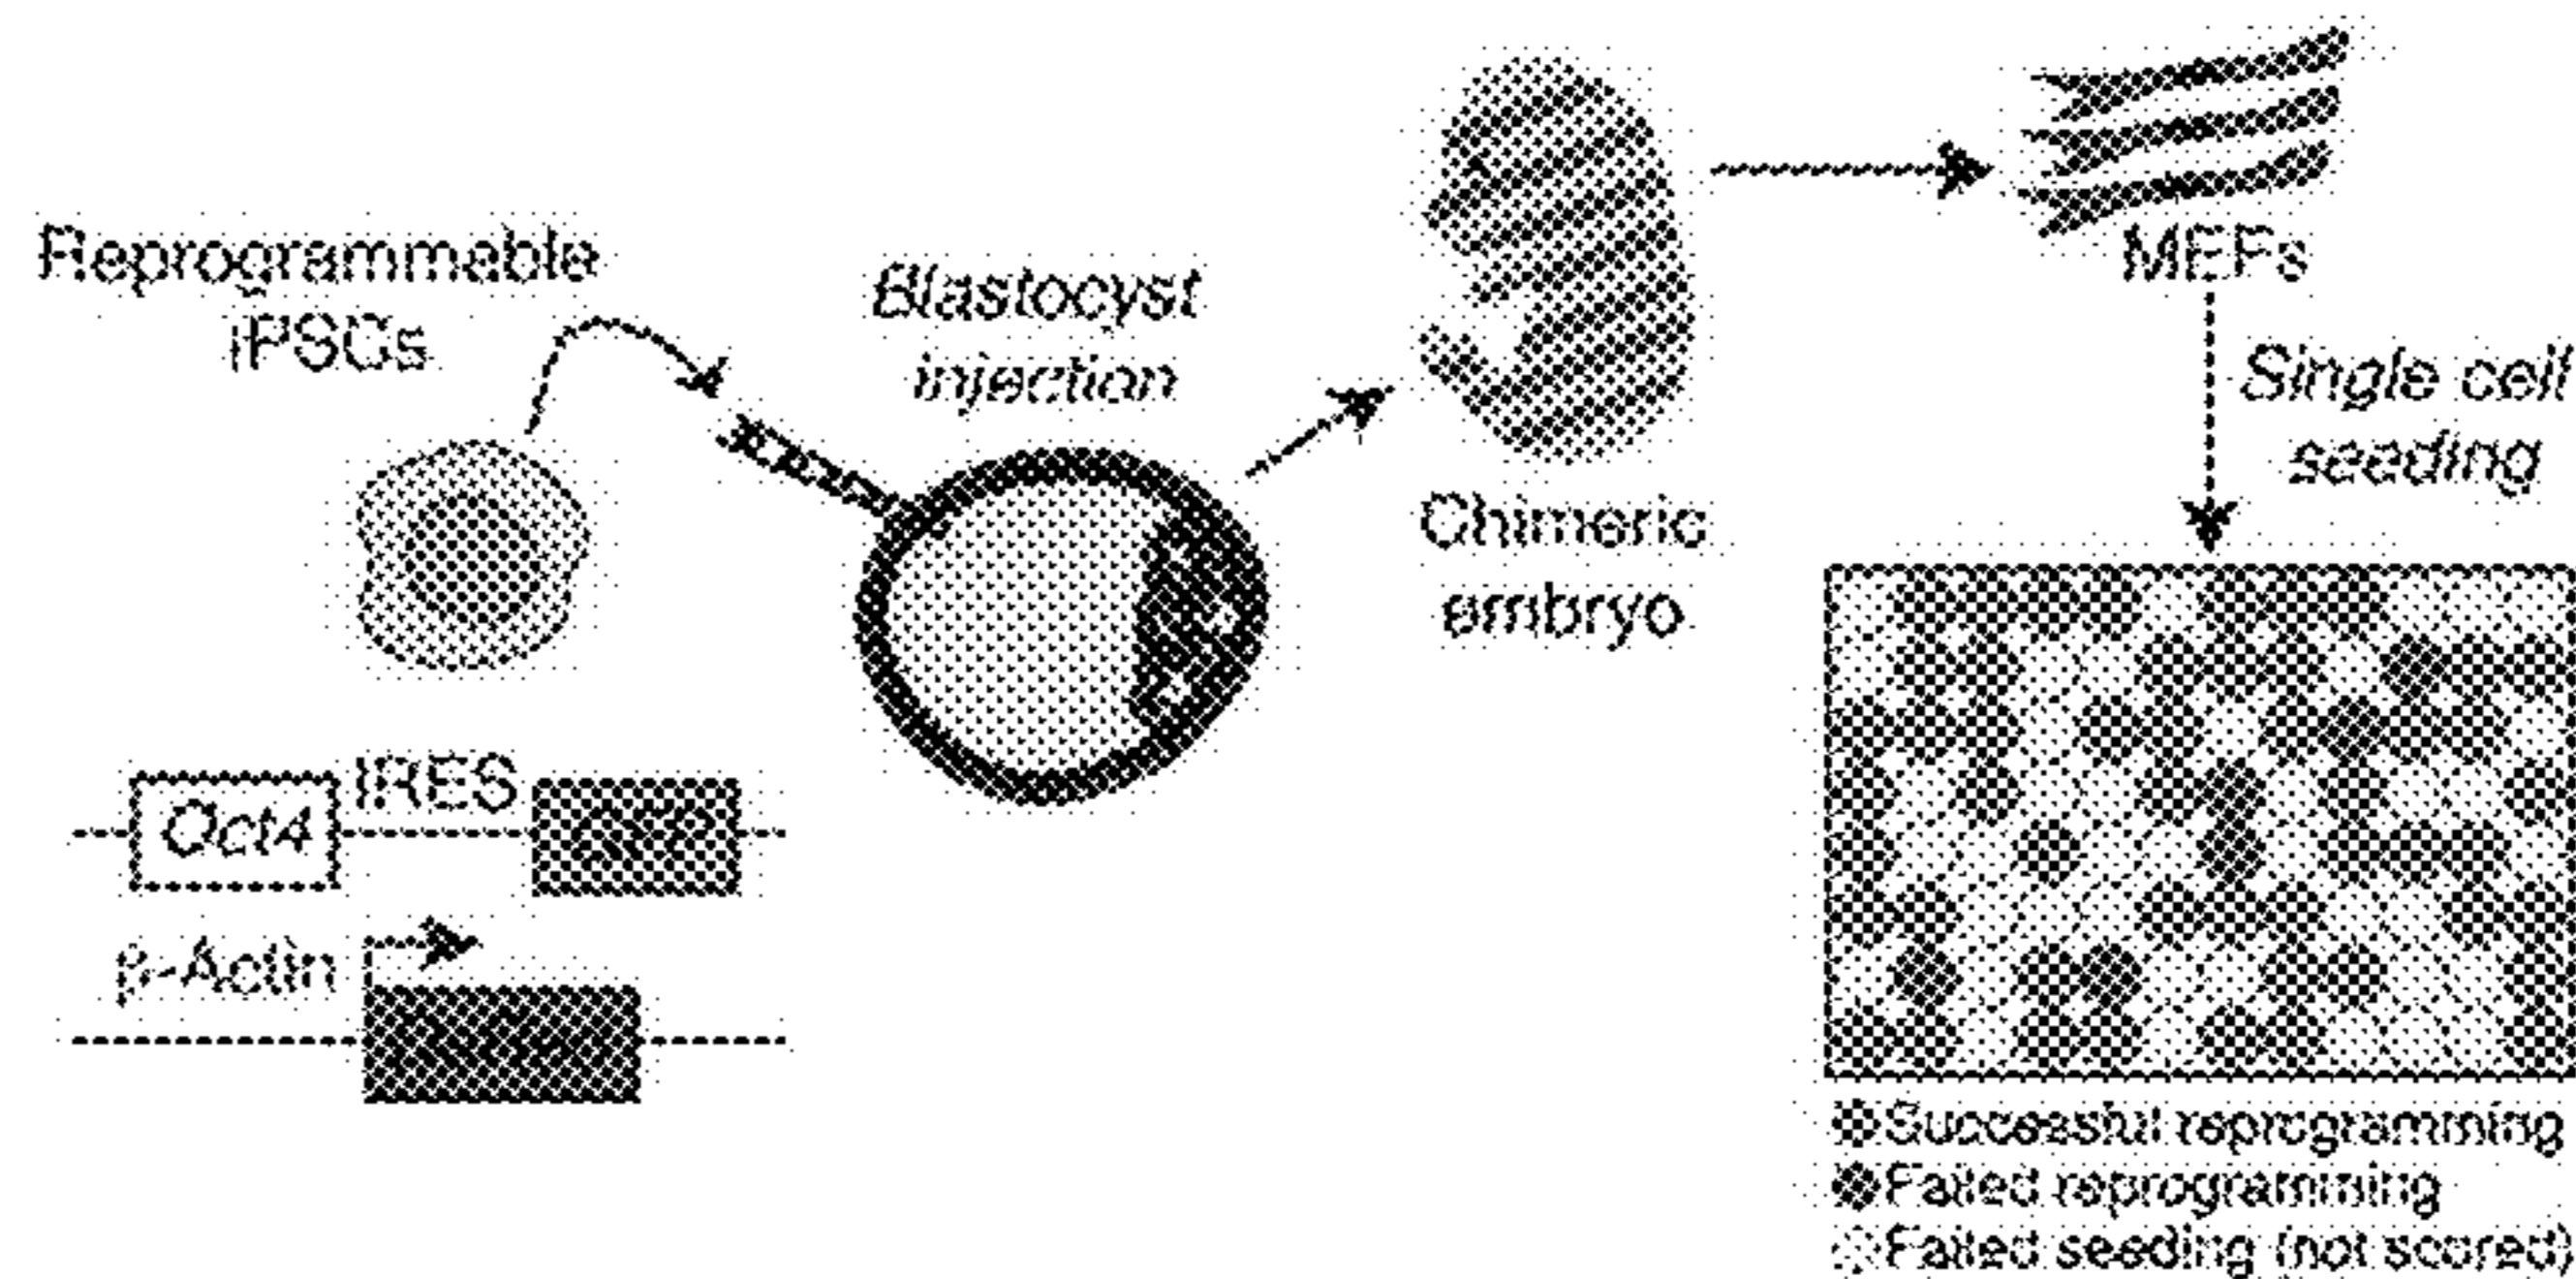 Reprogrammable
iPSCs
Blastocyst
injection
Chimeric
embryo
MEFs
Single cell
seeding
Oct4
IRES
GFP
β-Actin
Successful reprogramming
Failed reprogramming
Failed seeding (not scored)